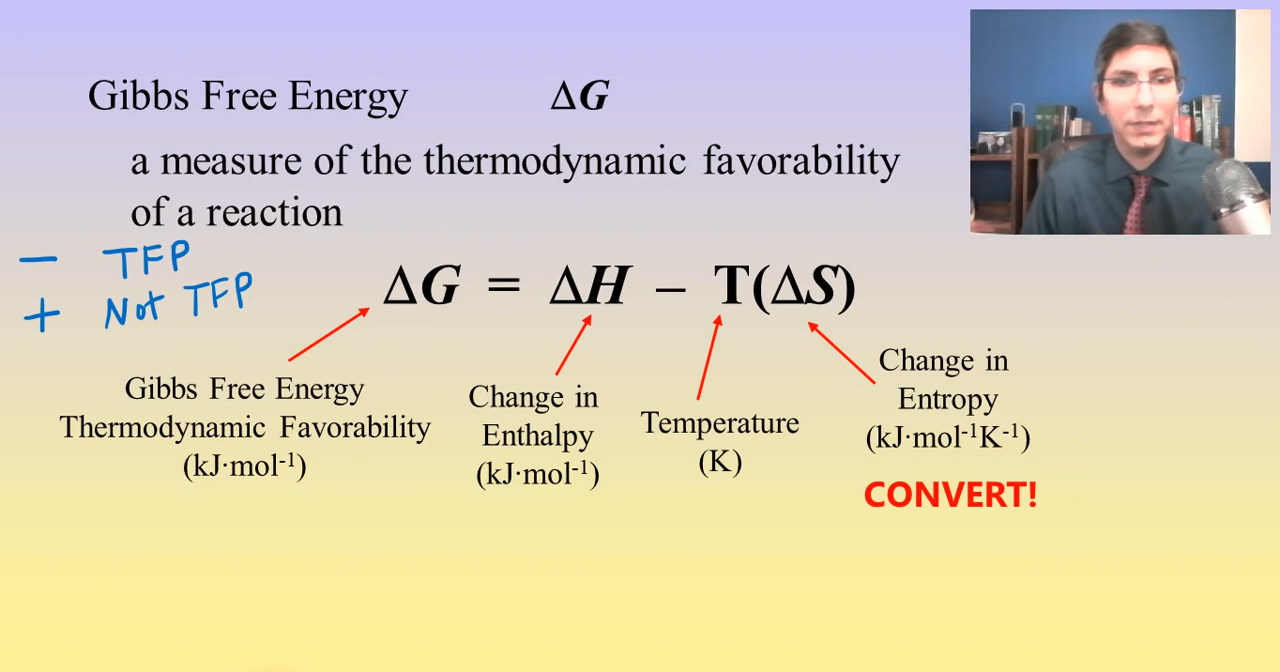 Gibbs Free Energy ΔG
a measure of the thermodynamic favorability
of a reaction
− TFP
+ Not TFP
ΔG = ΔH – T(ΔS)
Gibbs Free Energy
Thermodynamic Favorability
(kJ·mol⁻¹)
Change in
Enthalpy
(kJ·mol⁻¹)
Temperature
(K)
Change in
Entropy
(kJ·mol⁻¹K⁻¹)
CONVERT!